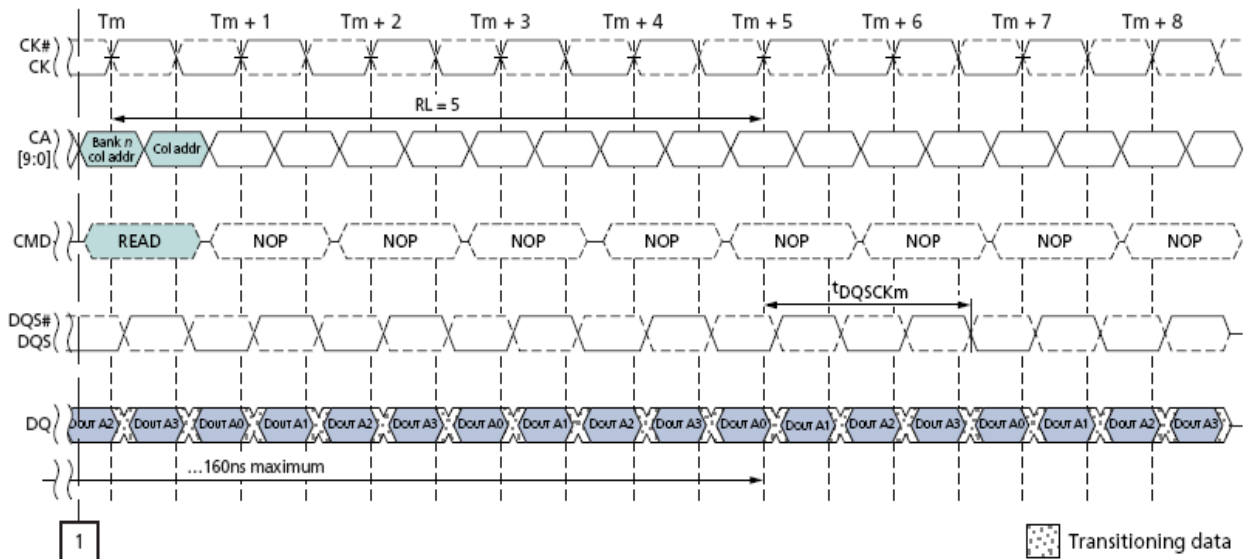 Tm Tm + 1 Tm + 2 Tm + 3 Tm + 4 Tm + 5 Tm + 6 Tm + 7 Tm + 8
CK#
CK
RL = 5
CA
[9:0]
Bank n
col addr
Col addr
CMD READ NOP NOP NOP NOP NOP NOP NOP NOP
tDQSCKm
DQS#
DQS
DQ DOUT A2 DOUT A3 DOUT A0 DOUT A1 DOUT A2 DOUT A3 DOUT A0 DOUT A1 DOUT A2 DOUT A3 DOUT A0 DOUT A1 DOUT A2 DOUT A3 DOUT A0 DOUT A1 DOUT A2 DOUT A3
...160ns maximum
1
Transitioning data